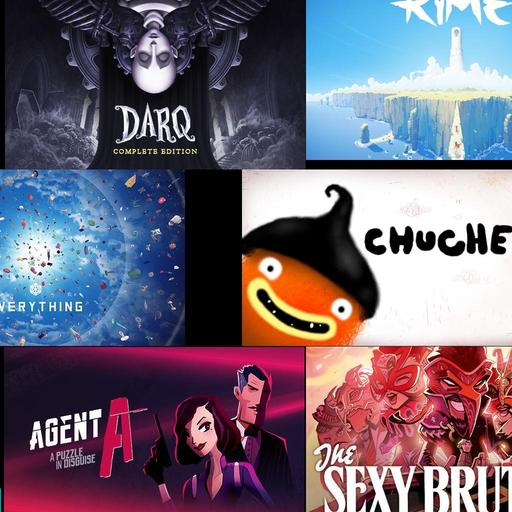 DARQ
COMPLETE EDITION
RiME
VERYTHING
CHUCHE
AGENT A
A PUZZLE
IN DISGUISE
The
SEXY BRUT